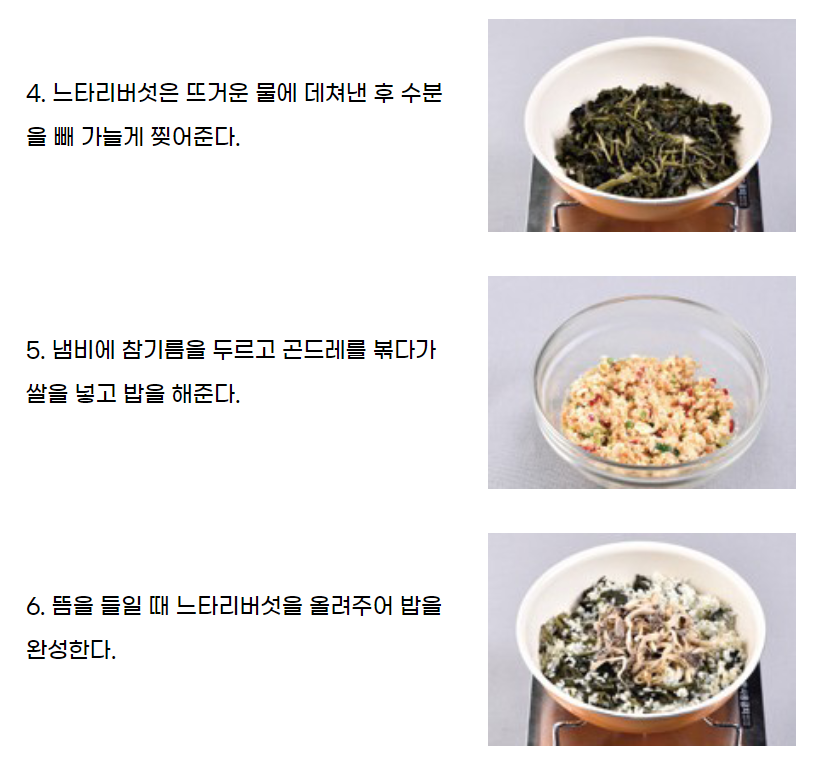 4. 느타리버섯은 뜨거운 물에 데쳐낸 후 수분
을 빼 가늘게 찢어준다.
5. 냄비에 참기름을 두르고 곤드레를 볶다가
쌀을 넣고 밥을 해준다.
6. 뜸을 들일 때 느타리버섯을 올려주어 밥을
완성한다.